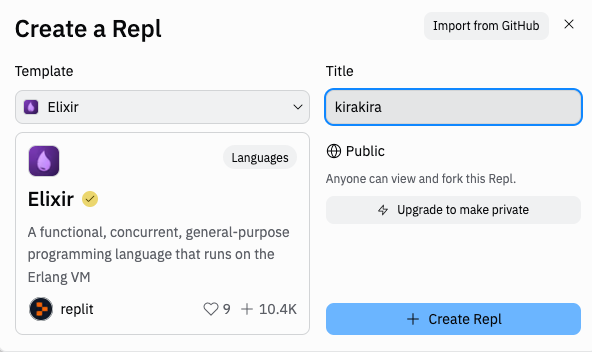 Create a Repl
Import from GitHub
Template
Elixir
Languages
Elixir
A functional, concurrent, general-purpose
programming language that runs on the
Erlang VM
replit
9
10.4K
Title
kirakira
Public
Anyone can view and fork this Repl.
Upgrade to make private
Create Repl